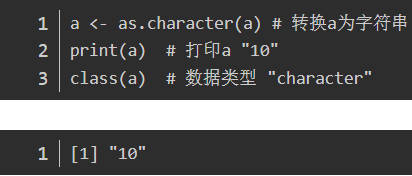 1 a <- as.character(a) # 转换a为字符串
2 print(a)  # 打印a "10"
3 class(a)  # 数据类型 "character"
1 [1] "10"